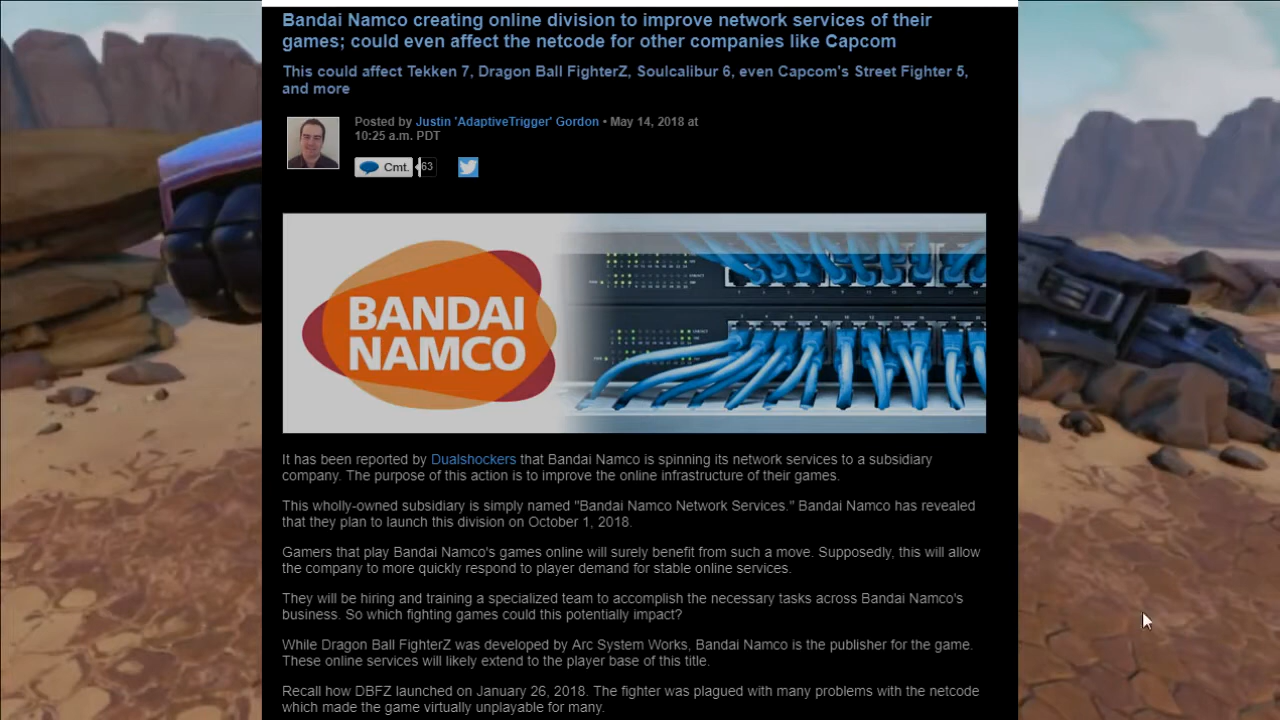 Bandai Namco creating online division to improve network services of their
games; could even affect the netcode for other companies like Capcom
This could affect Tekken 7, Dragon Ball FighterZ, Soulcalibur 6, even Capcom's Street Fighter 5,
and more
Posted by Justin 'AdaptiveTrigger' Gordon • May 14, 2018 at
10:25 a.m. PDT
Cmt. 63
BANDAI
NAMCO
It has been reported by Dualshockers that Bandai Namco is spinning its network services to a subsidiary
company. The purpose of this action is to improve the online infrastructure of their games.
This wholly-owned subsidiary is simply named "Bandai Namco Network Services." Bandai Namco has revealed
that they plan to launch this division on October 1, 2018.
Gamers that play Bandai Namco's games online will surely benefit from such a move. Supposedly, this will allow
the company to more quickly respond to player demand for stable online services.
They will be hiring and training a specialized team to accomplish the necessary tasks across Bandai Namco's
business. So which fighting games could this potentially impact?
While Dragon Ball FighterZ was developed by Arc System Works, Bandai Namco is the publisher for the game.
These online services will likely extend to the player base of this title.
Recall how DBFZ launched on January 26, 2018. The fighter was plagued with many problems with the netcode
which made the game virtually unplayable for many.